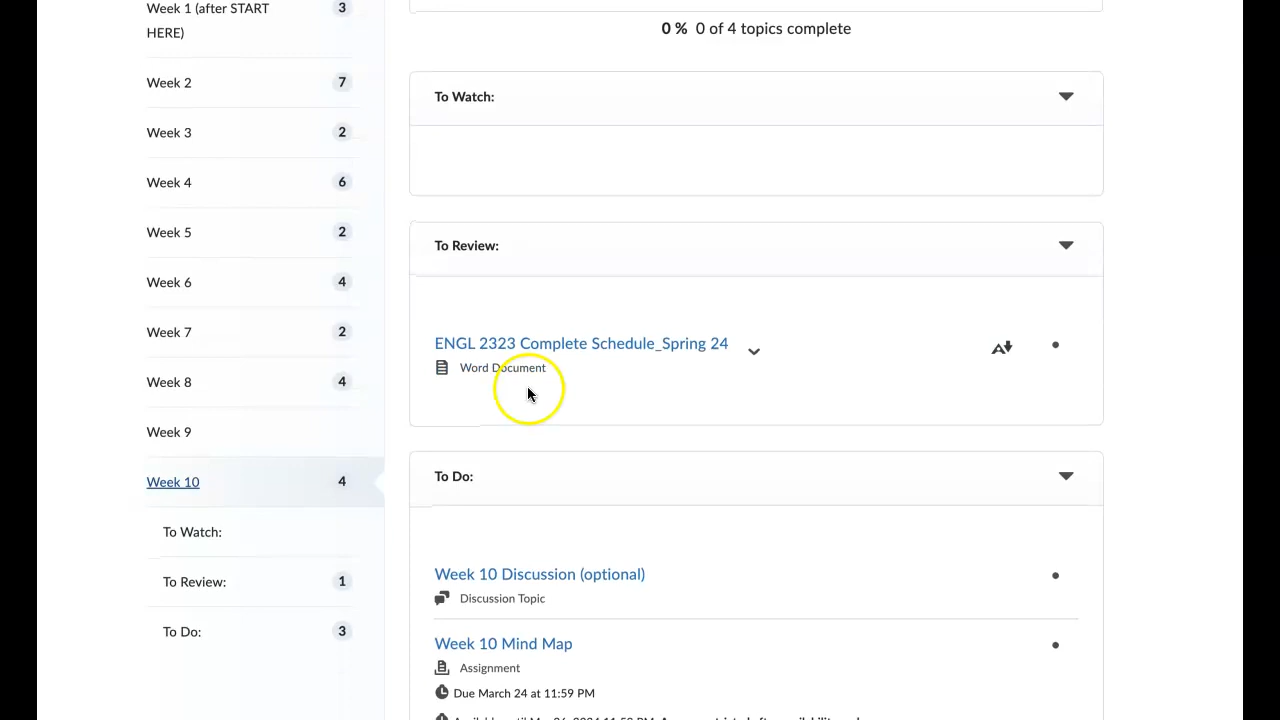 Week 1 (after START
HERE)
3
Week 2
7
Week 3
2
Week 4
6
Week 5
2
Week 6
4
Week 7
2
Week 8
4
Week 9
Week 10
4
To Watch:
To Review:
1
To Do:
3
0 % 0 of 4 topics complete
To Watch:
To Review:
ENGL 2323 Complete Schedule_Spring 24
Word Document
To Do:
Week 10 Discussion (optional)
Discussion Topic
Week 10 Mind Map
Assignment
Due March 24 at 11:59 PM